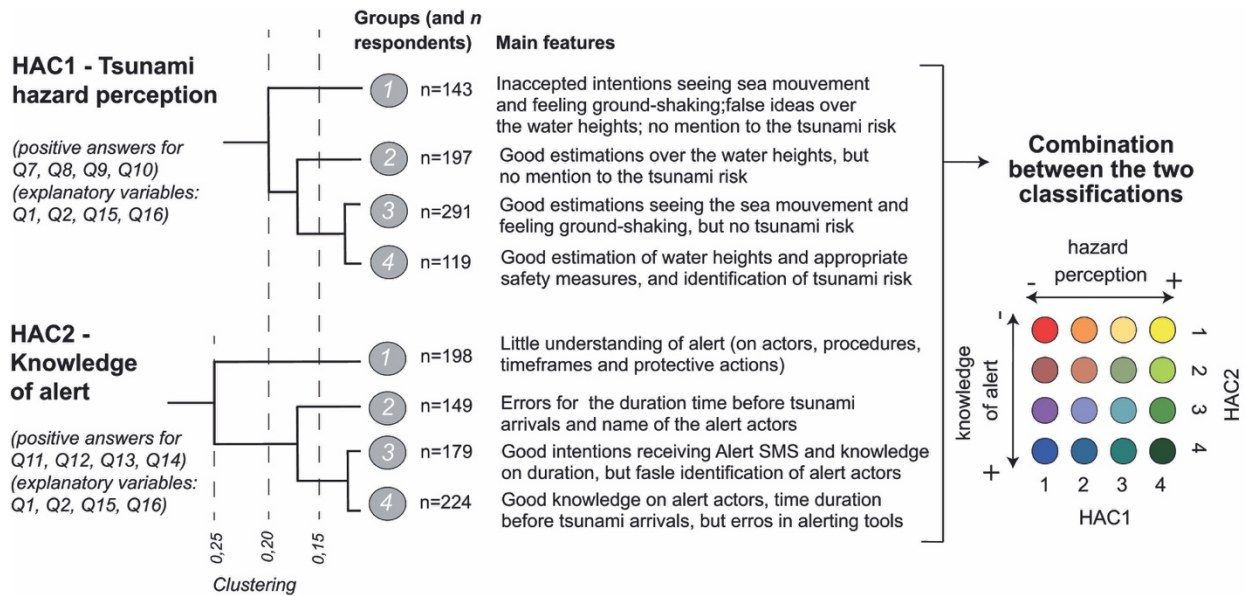 Groups (and n
respondents)
Main features
HAC1 - Tsunami
hazard perception
(positive answers for
Q7, Q8, Q9, Q10)
(explanatory variables:
Q1, Q2, Q15, Q16)
1
n=143
Inaccepted intentions seeing sea mouvement
and feeling ground-shaking;false ideas over
the water heights; no mention to the tsunami risk
2
n=197
Good estimations over the water heights, but
no mention to the tsunami risk
3
n=291
Good estimations seeing the sea mouvement and
feeling ground-shaking, but no tsunami risk
4
n=119
Good estimation of water heights and appropriate
safety measures, and identification of tsunami risk
HAC2 -
Knowledge
of alert
(positive answers for
Q11, Q12, Q13, Q14)
(explanatory variables:
Q1, Q2, Q15, Q16)
1
n=198
Little understanding of alert (on actors, procedures,
timeframes and protective actions)
2
n=149
Errors for the duration time before tsunami
arrivals and name of the alert actors
3
n=179
Good intentions receiving Alert SMS and knowledge
on duration, but fasle identification of alert actors
4
n=224
Good knowledge on alert actors, time duration
before tsunami arrivals, but erros in alerting tools
0,25
0,20
0,15
Clustering
Combination
between the two
classifications
hazard
perception
- +
-
knowledge
of alert
+
1
2
3
4
HAC2
1 2 3 4
HAC1